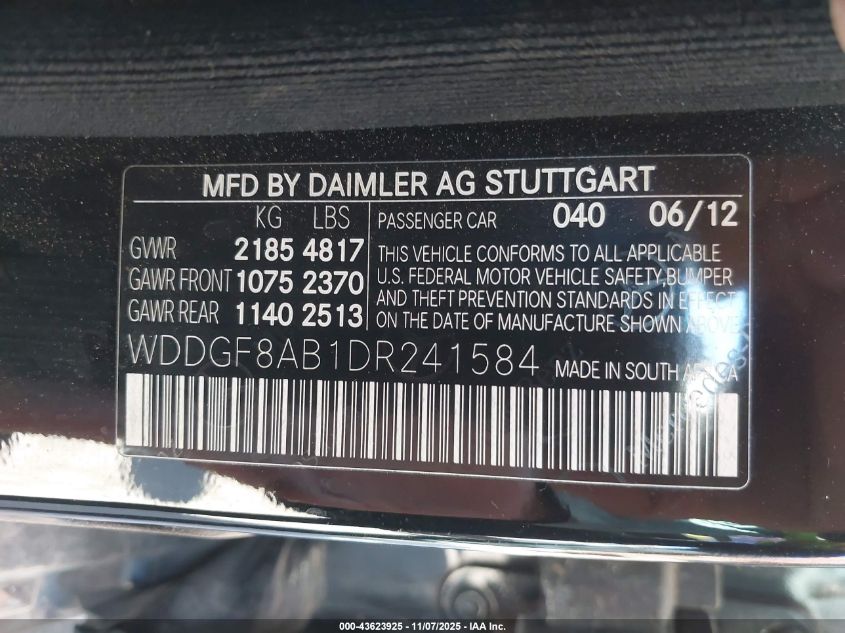 MFD BY DAIMLER AG STUTTGART
KG LBS
GVWR 2185 4817
GAWR FRONT 1075 2370
GAWR REAR 1140 2513
PASSENGER CAR 040 06/12
THIS VEHICLE CONFORMS TO ALL APPLICABLE
U.S. FEDERAL MOTOR VEHICLE SAFETY, BUMPER
AND THEFT PREVENTION STANDARDS IN EFFECT
ON THE DATE OF MANUFACTURE SHOWN ABOVE
WDDGF8AB1DR241584 MADE IN SOUTH AFRICA
Mercedes
000-43623925 - 11/07/2025 - IAA Inc.